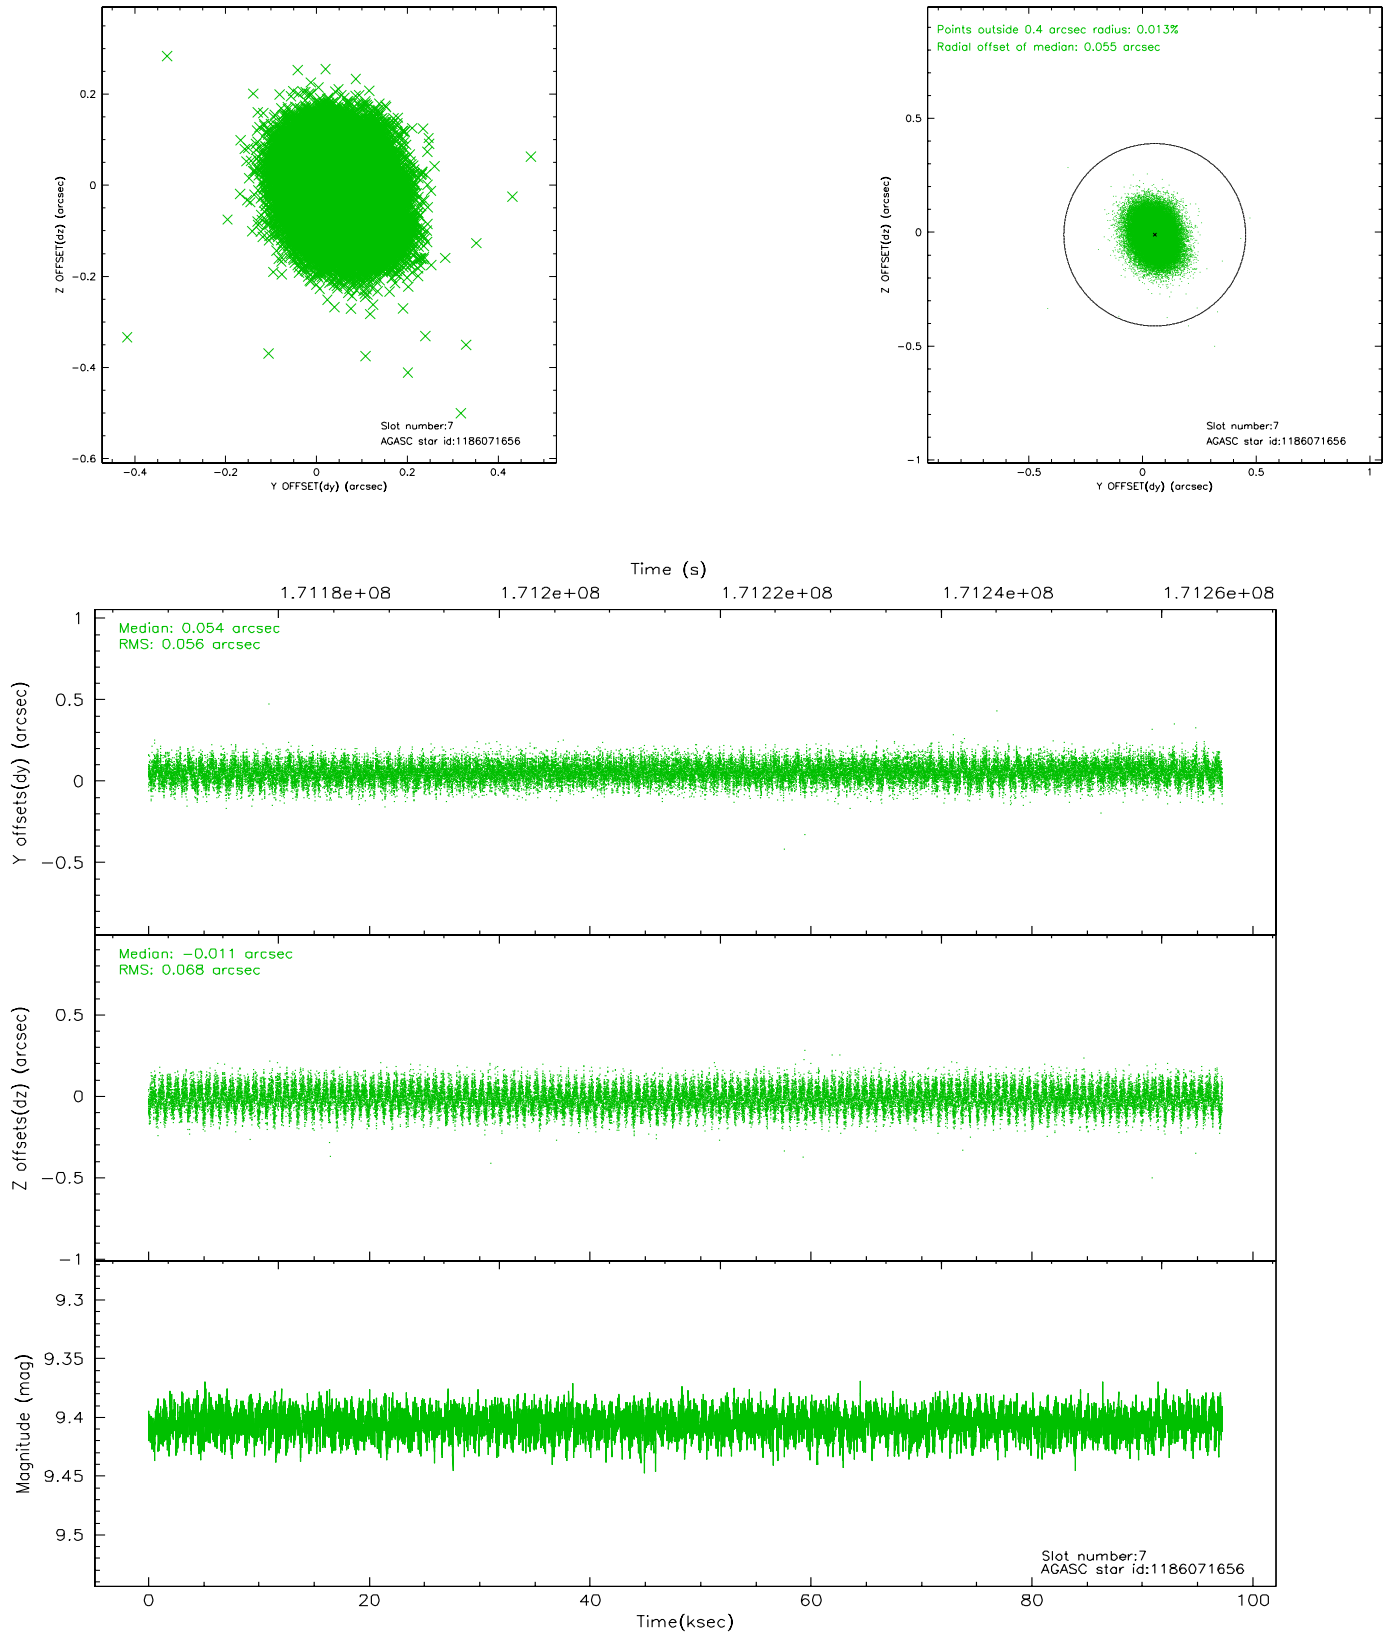 0.2
0
−0.2
−0.4
−0.6
Z OFFSET(dz) (arcsec)
Slot number:7
AGASC star id:1186071656
−0.4 −0.2 0 0.2 0.4
Y OFFSET(dy) (arcsec)
Points outside 0.4 arcsec radius: 0.013%
Radial offset of median: 0.055 arcsec
0.5
0
−0.5
−1
Z OFFSET(dz) (arcsec)
Slot number:7
AGASC star id:1186071656
−0.5 0 0.5 1
Y OFFSET(dy) (arcsec)
Time (s)
1.7118e+08 1.712e+08 1.7122e+08 1.7124e+08 1.7126e+08
Median: 0.054 arcsec
RMS: 0.056 arcsec
1
0.5
0
−0.5
Y offsets(dy) (arcsec)
Median: −0.011 arcsec
RMS: 0.068 arcsec
0.5
0
−0.5
−1
Z offsets(dz) (arcsec)
9.3
9.35
9.4
9.45
9.5
Magnitude (mag)
Slot number:7
AGASC star id:1186071656
0 20 40 60 80 100
Time(ksec)